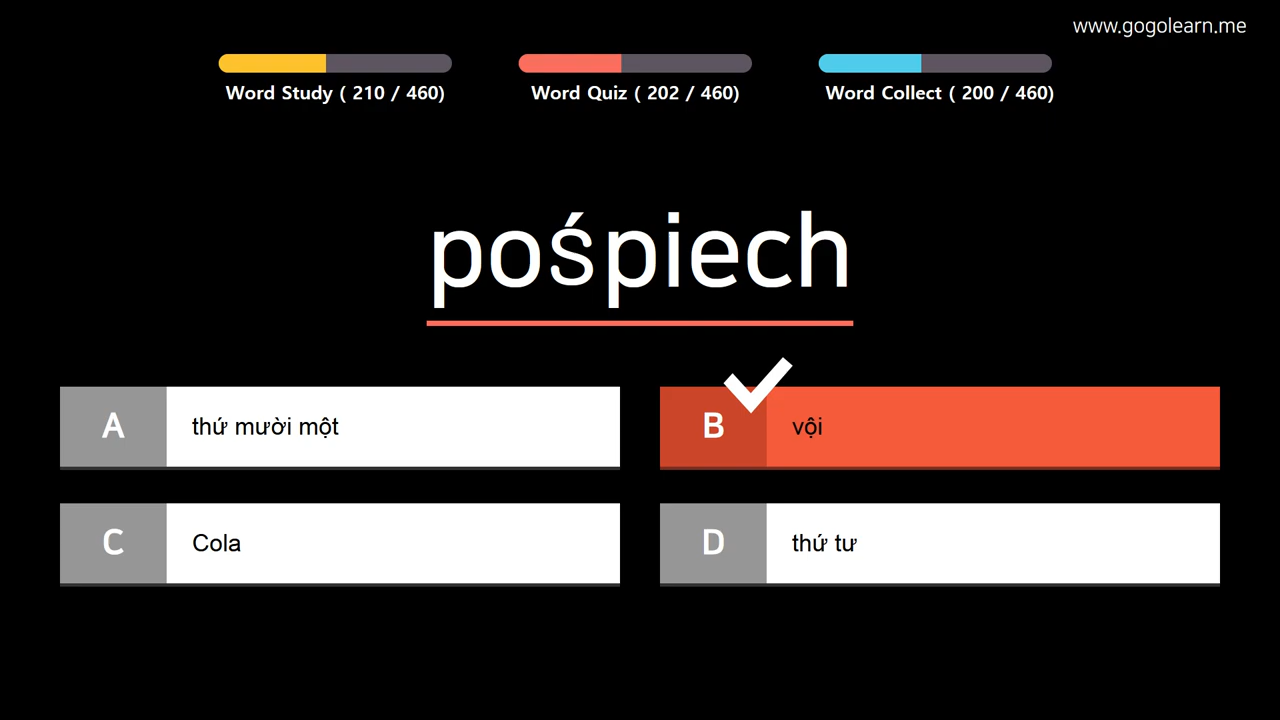 www.gogolearn.me
Word Study ( 210 / 460)
Word Quiz ( 202 / 460)
Word Collect ( 200 / 460)
pośpiech
A
thứ mười một
B
vội
C
Cola
D
thứ tư